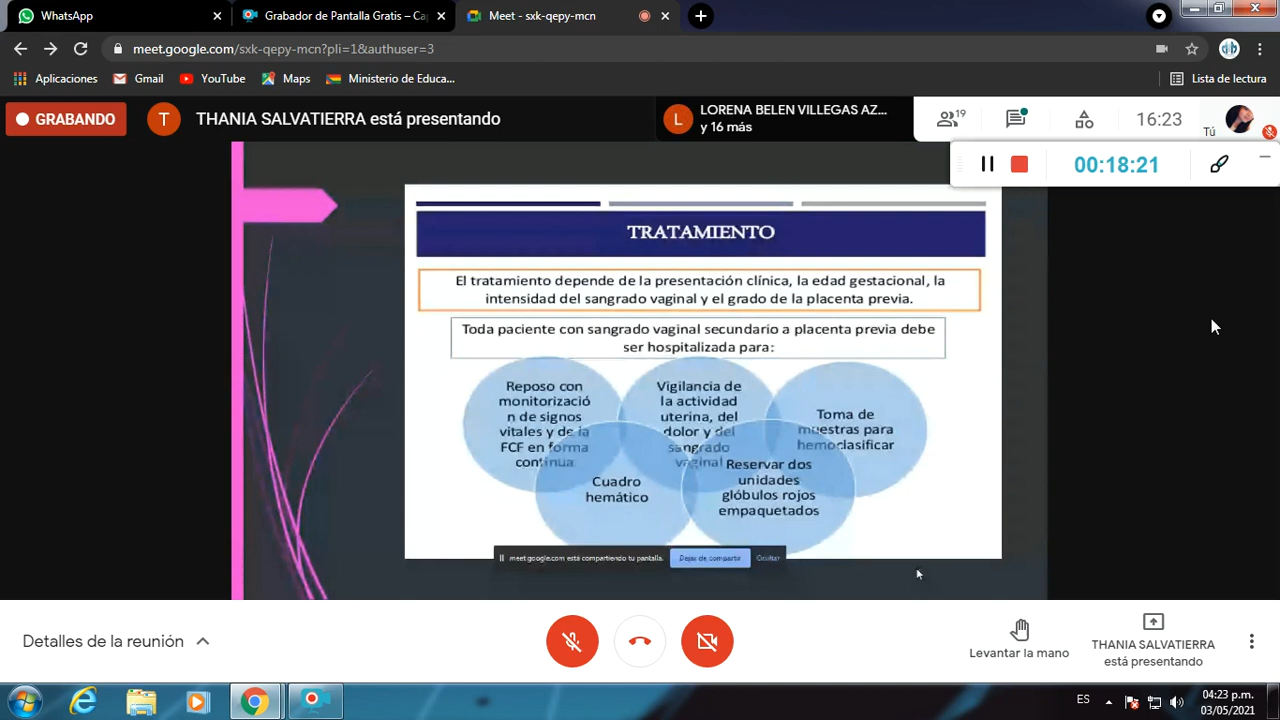 WhatsApp
Grabador de Pantalla Gratis – Ca
Meet - sxk-qepy-mcn
meet.google.com/sxk-qepy-mcn?pli=1&authuser=3
Aplicaciones
Gmail
YouTube
Maps
Ministerio de Educa...
Lista de lectura
GRABANDO
T
THANIA SALVATIERRA está presentando
L
LORENA BELEN VILLEGAS AZ...
y 16 más
19
16:23
Tú
00:18:21
TRATAMIENTO
El tratamiento depende de la presentación clínica, la edad gestacional, la
intensidad del sangrado vaginal y el grado de la placenta previa.
Toda paciente con sangrado vaginal secundario a placenta previa debe
ser hospitalizada para:
Reposo con
monitorizació
n de signos
vitales y de la
FCF en forma
continua
Vigilancia de
la actividad
uterina, del
dolor y del
sangrado
vaginal
Toma de
muestras para
hemoclasificar
Cuadro
hemático
Reservar dos
unidades
glóbulos rojos
empaquetados
meet.google.com está compartiendo tu pantalla.
Dejar de compartir
Ocultar
Detalles de la reunión
Levantar la mano
THANIA SALVATIERRA
está presentando
ES
04:23 p.m.
03/05/2021